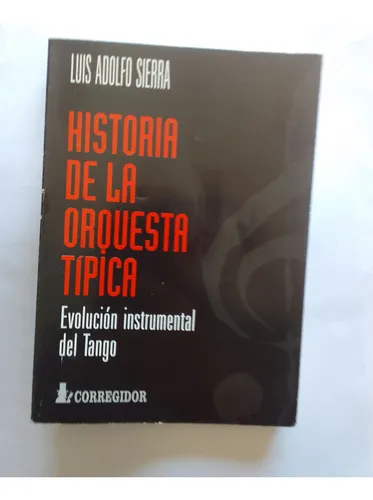 LUIS ADOLFO SIERRA
HISTORIA
DE LA
ORQUESTA
TÍPICA
Evolución instrumental
del Tango
CORREGIDOR